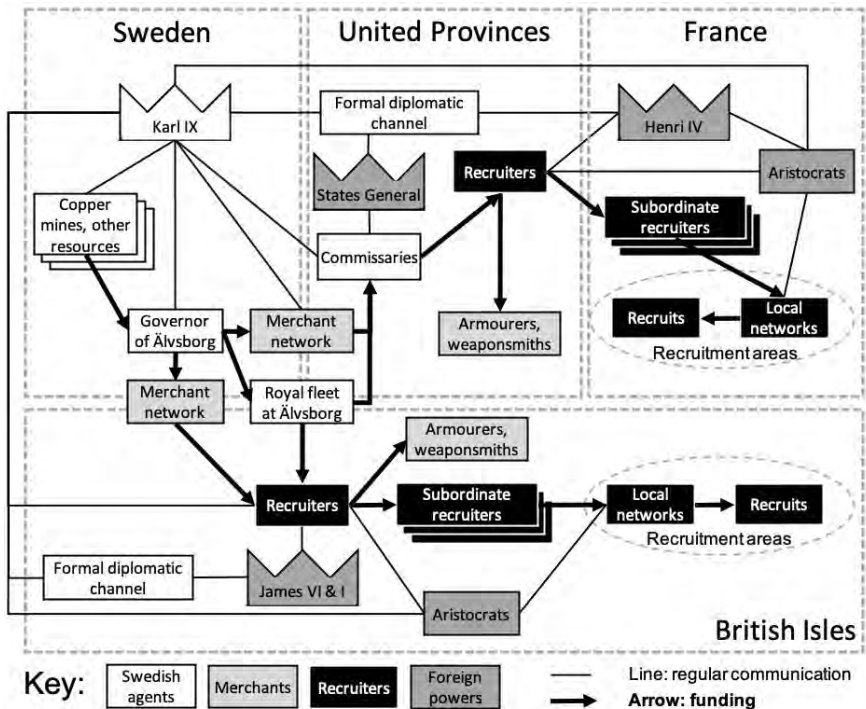 Sweden
United Provinces
France
Karl IX
Formal diplomatic
channel
Henri IV
States General
Recruiters
Aristocrats
Copper
mines, other
resources
Subordinate
recruiters
Commissaries
Governor
of Älvsborg
Merchant
network
Armourers,
weaponsmiths
Recruits
Local
networks
Recruitment areas
Merchant
network
Royal fleet
at Älvsborg
Armourers,
weaponsmiths
Recruiters
Subordinate
recruiters
Local
networks
Recruits
Recruitment areas
Formal diplomatic
channel
James VI & I
Aristocrats
British Isles
Key:
Swedish
agents
Merchants
Recruiters
Foreign
powers
Line: regular communication
Arrow: funding